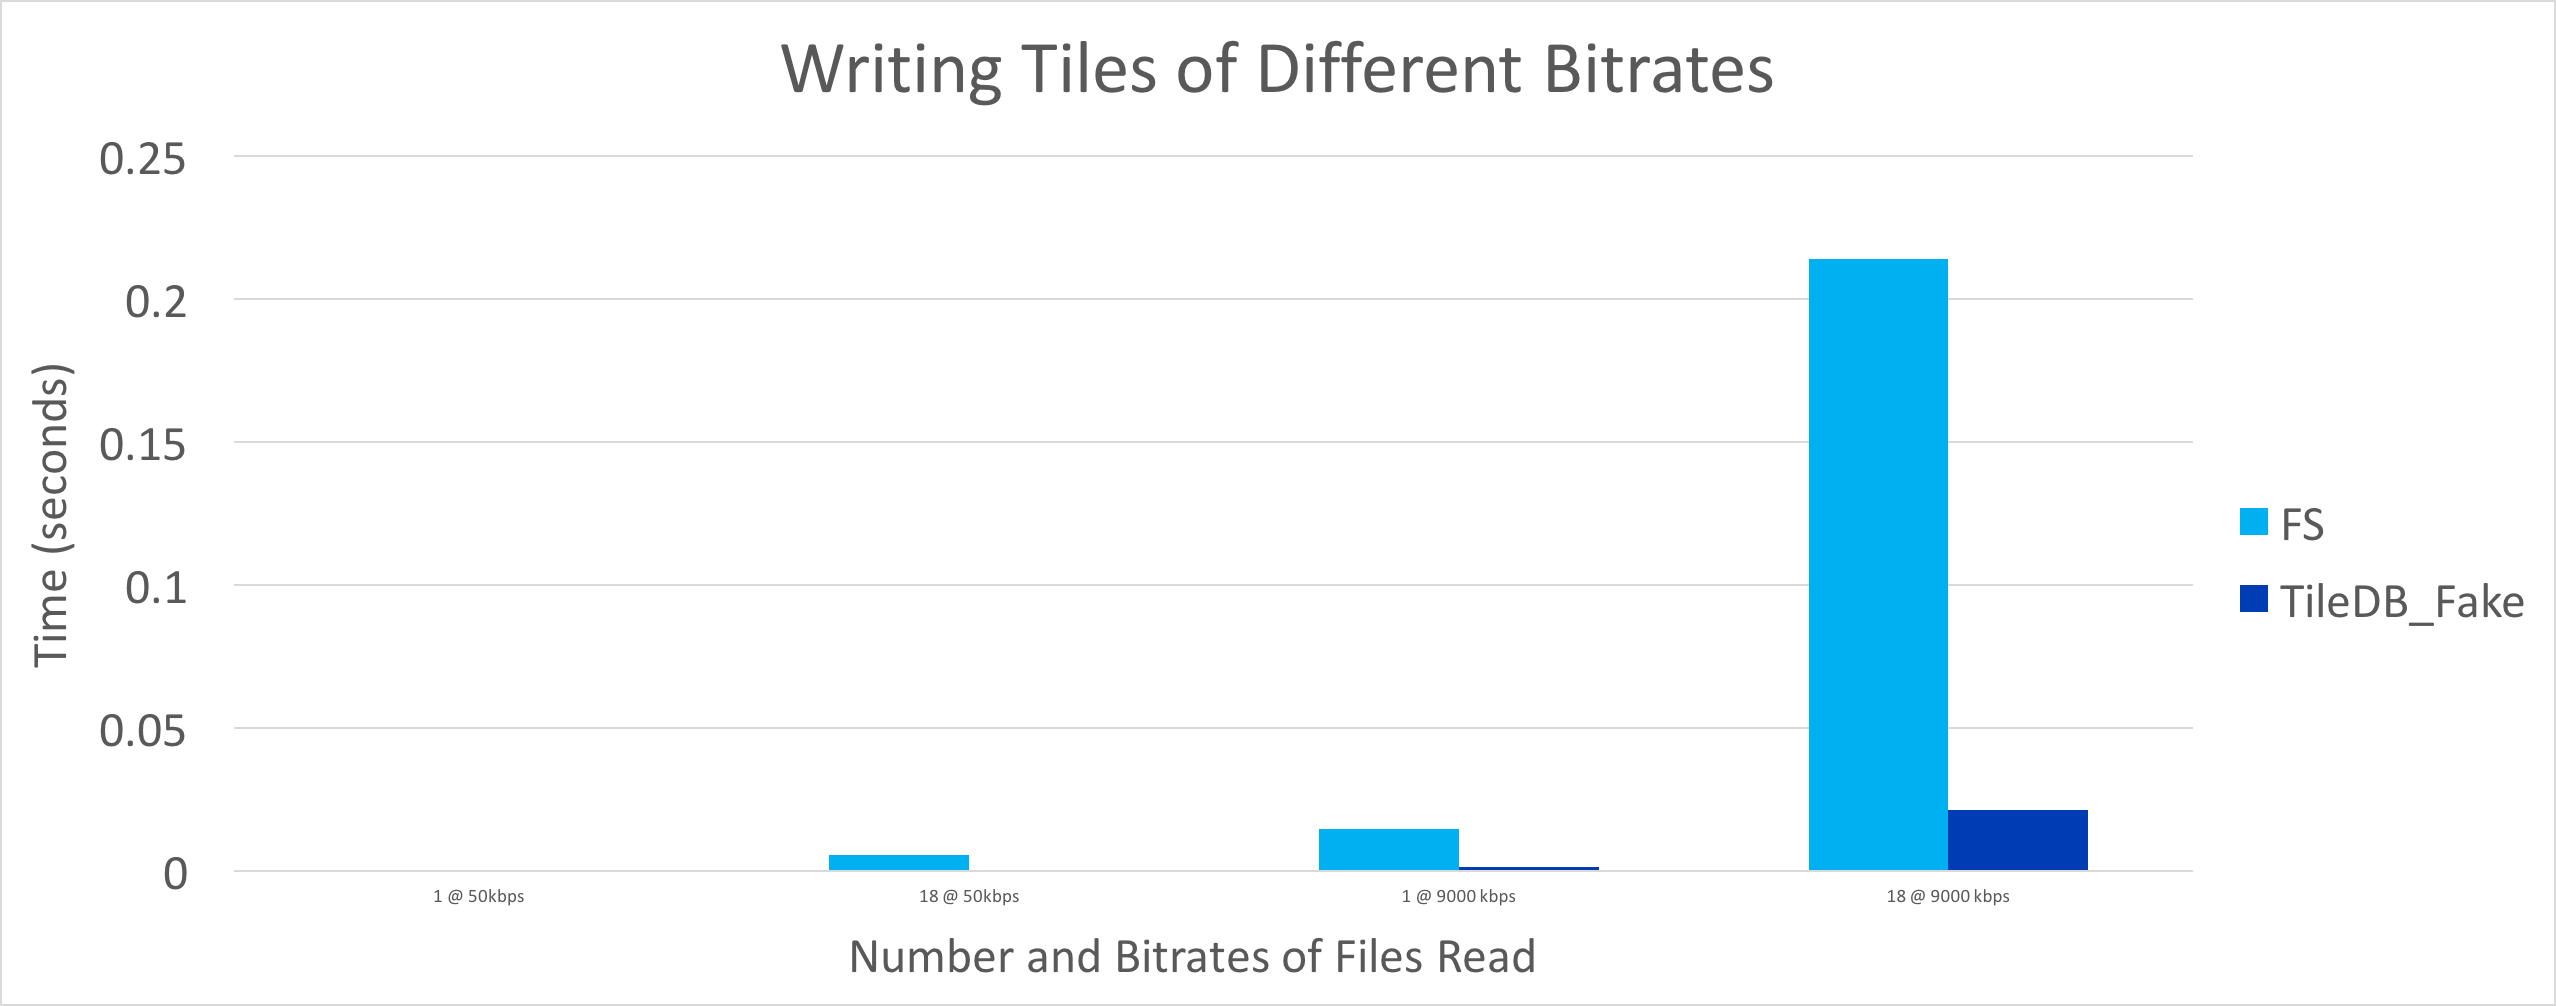 Writing Tiles of Different Bitrates
0.25
0.2
0.15
0.1
0.05
0
Time (seconds)
1 @ 50kbps
18 @ 50kbps
1 @ 9000 kbps
18 @ 9000 kbps
Number and Bitrates of Files Read
FS
TileDB_Fake